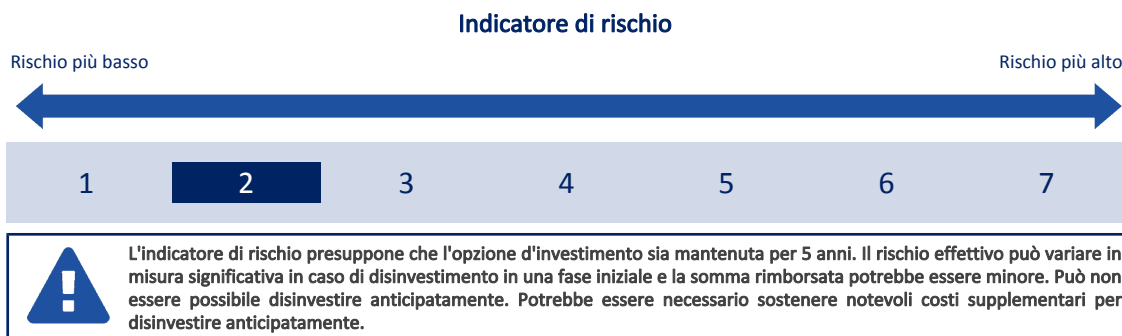 Indicatore di rischio
Rischio più basso
Rischio più alto
1 2 3 4 5 6 7
L'indicatore di rischio presuppone che l'opzione d'investimento sia mantenuta per 5 anni. Il rischio effettivo può variare in
misura significativa in caso di disinvestimento in una fase iniziale e la somma rimborsata potrebbe essere minore. Può non
essere possibile disinvestire anticipatamente. Potrebbe essere necessario sostenere notevoli costi supplementari per
disinvestire anticipatamente.